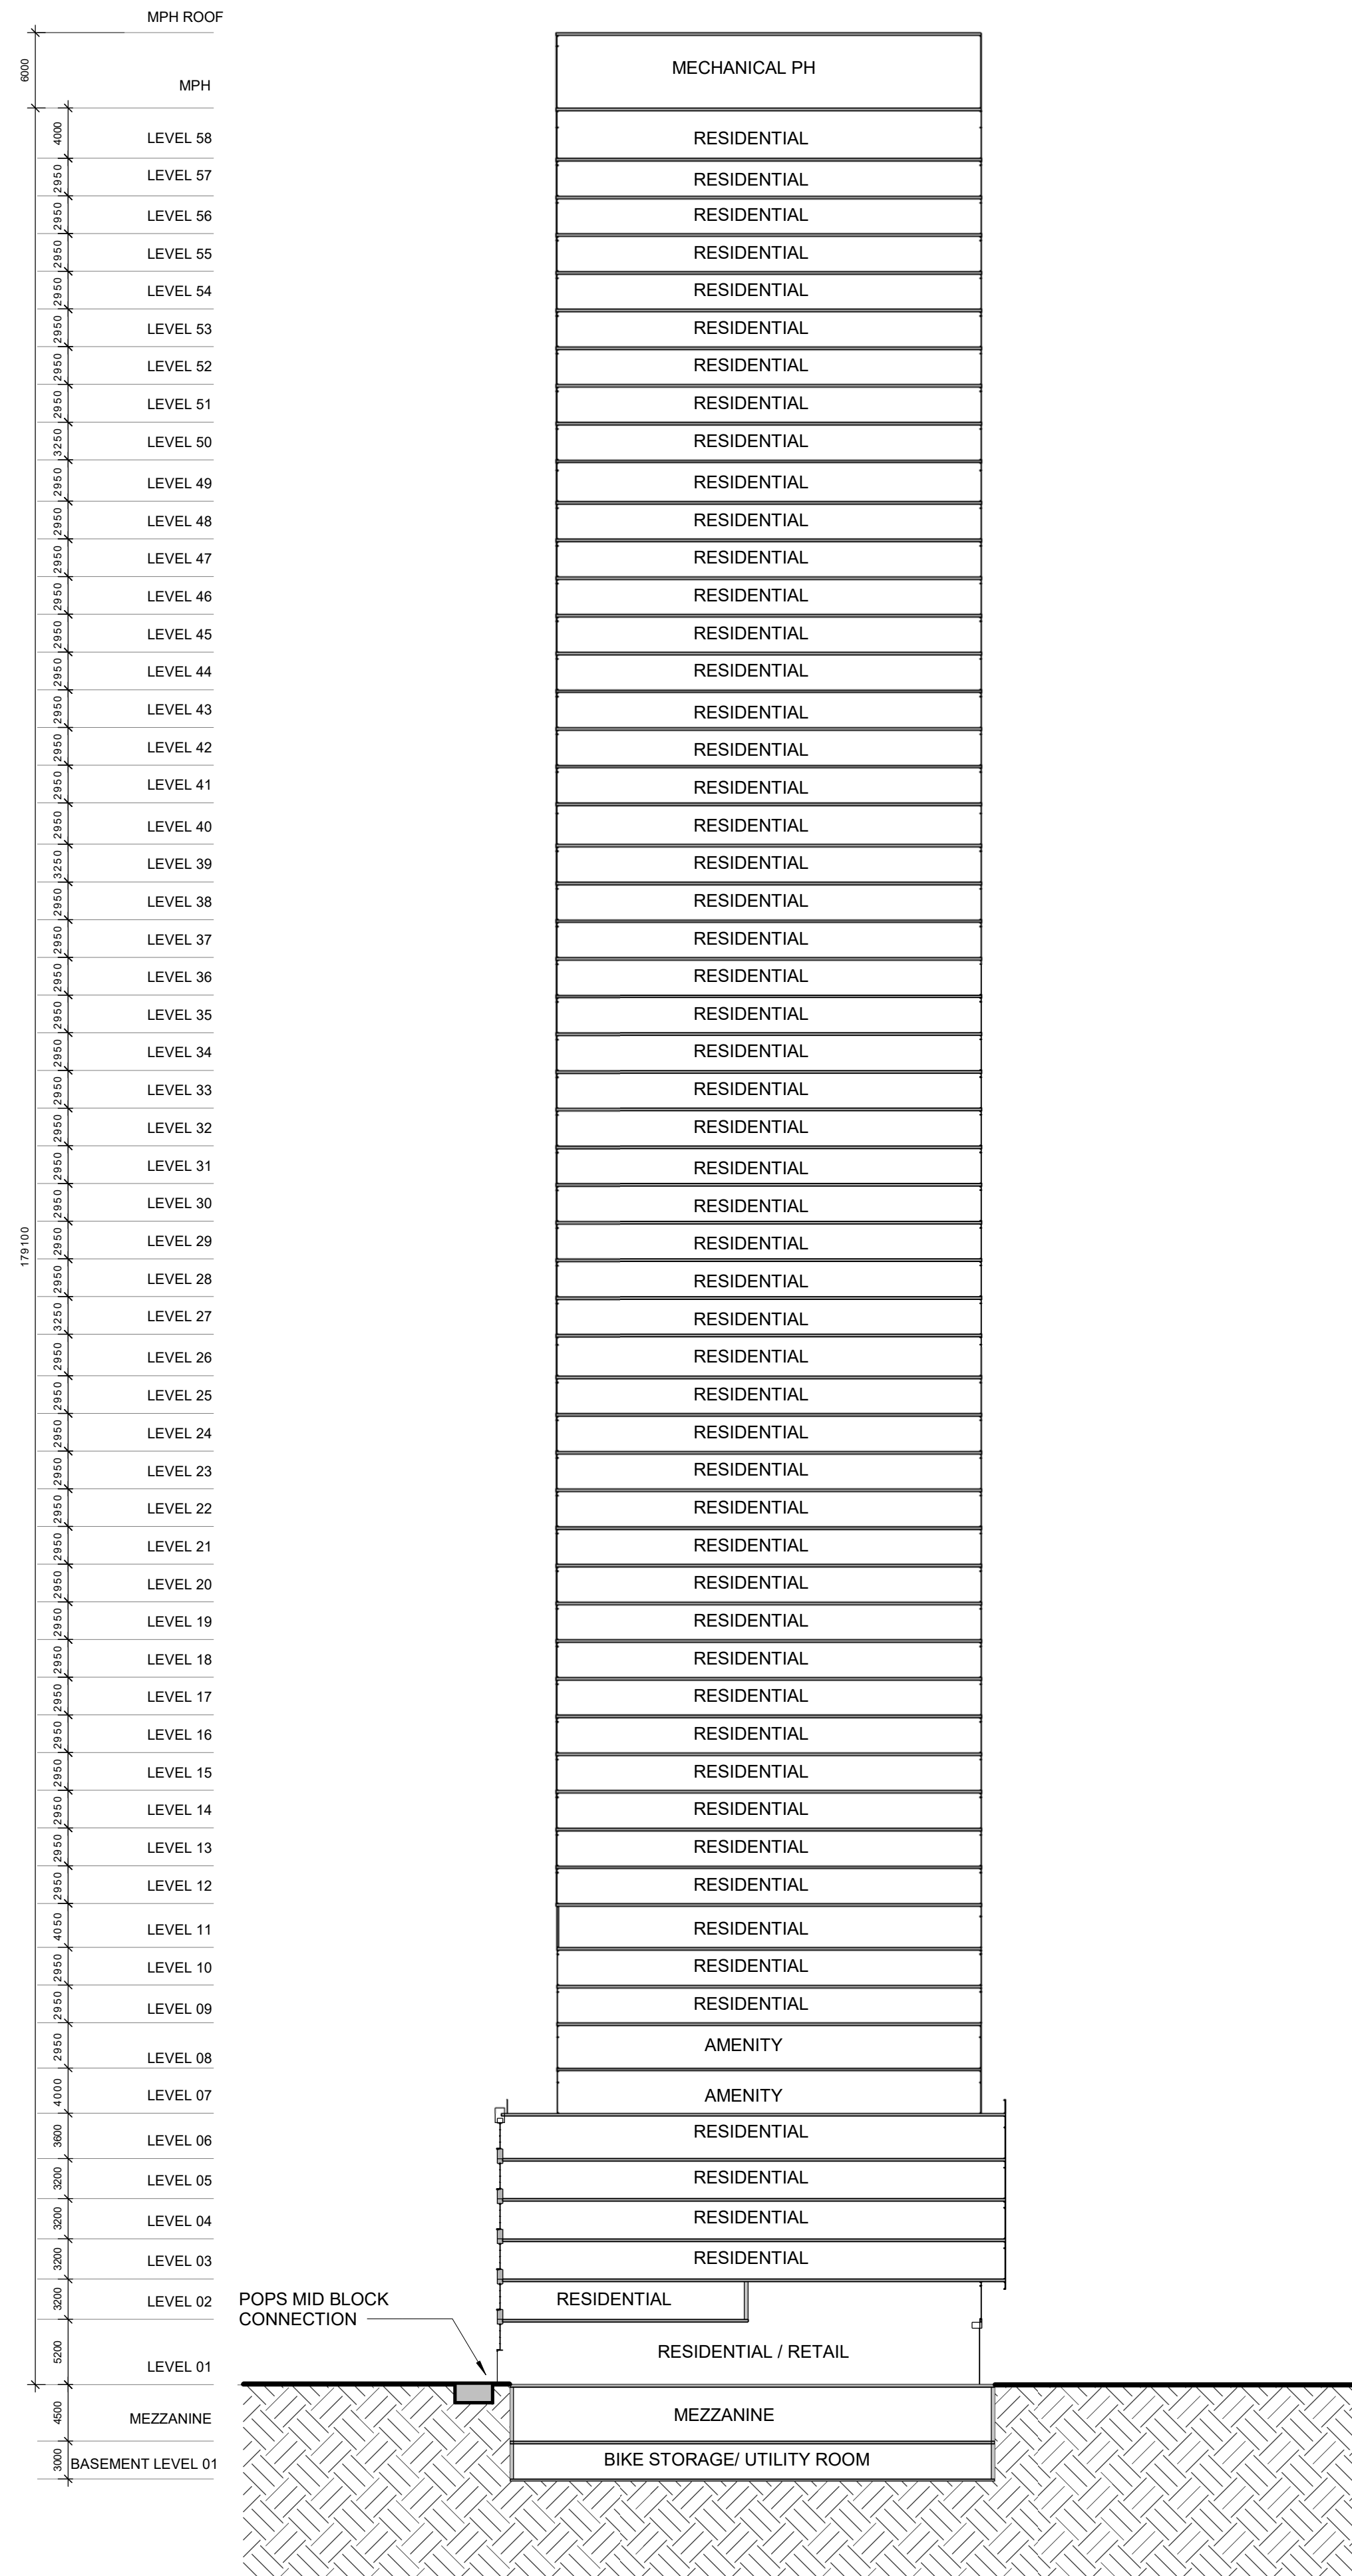 MPH ROOF
6000
MECHANICAL PH
MPH
4000
LEVEL 58
RESIDENTIAL
2950
LEVEL 57
RESIDENTIAL
2950
LEVEL 56
RESIDENTIAL
2950
LEVEL 55
RESIDENTIAL
2950
LEVEL 54
RESIDENTIAL
2950
LEVEL 53
RESIDENTIAL
2950
LEVEL 52
RESIDENTIAL
2950
LEVEL 51
RESIDENTIAL
3250
LEVEL 50
RESIDENTIAL
2950
LEVEL 49
RESIDENTIAL
2950
LEVEL 48
RESIDENTIAL
2950
LEVEL 47
RESIDENTIAL
2950
LEVEL 46
RESIDENTIAL
2950
LEVEL 45
RESIDENTIAL
2950
LEVEL 44
RESIDENTIAL
2950
LEVEL 43
RESIDENTIAL
2950
LEVEL 42
RESIDENTIAL
2950
LEVEL 41
RESIDENTIAL
2950
LEVEL 40
RESIDENTIAL
3250
LEVEL 39
RESIDENTIAL
2950
LEVEL 38
RESIDENTIAL
2950
LEVEL 37
RESIDENTIAL
2950
LEVEL 36
RESIDENTIAL
2950
LEVEL 35
RESIDENTIAL
2950
LEVEL 34
RESIDENTIAL
2950
LEVEL 33
RESIDENTIAL
2950
LEVEL 32
RESIDENTIAL
2950
LEVEL 31
RESIDENTIAL
2950
LEVEL 30
RESIDENTIAL
179100
2950
LEVEL 29
RESIDENTIAL
2950
LEVEL 28
RESIDENTIAL
3250
LEVEL 27
RESIDENTIAL
2950
LEVEL 26
RESIDENTIAL
2950
LEVEL 25
RESIDENTIAL
2950
LEVEL 24
RESIDENTIAL
2950
LEVEL 23
RESIDENTIAL
2950
LEVEL 22
RESIDENTIAL
2950
LEVEL 21
RESIDENTIAL
2950
LEVEL 20
RESIDENTIAL
2950
LEVEL 19
RESIDENTIAL
2950
LEVEL 18
RESIDENTIAL
2950
LEVEL 17
RESIDENTIAL
2950
LEVEL 16
RESIDENTIAL
2950
LEVEL 15
RESIDENTIAL
2950
LEVEL 14
RESIDENTIAL
2950
LEVEL 13
RESIDENTIAL
2950
LEVEL 12
RESIDENTIAL
4050
LEVEL 11
RESIDENTIAL
2950
LEVEL 10
RESIDENTIAL
2950
LEVEL 09
RESIDENTIAL
2950
LEVEL 08
AMENITY
4000
LEVEL 07
AMENITY
3600
LEVEL 06
RESIDENTIAL
3200
LEVEL 05
RESIDENTIAL
3200
LEVEL 04
RESIDENTIAL
3200
LEVEL 03
RESIDENTIAL
3200
LEVEL 02
POPS MID BLOCK
CONNECTION
RESIDENTIAL
5200
LEVEL 01
RESIDENTIAL / RETAIL
4500
MEZZANINE
MEZZANINE
3000
BASEMENT LEVEL 01
BIKE STORAGE/ UTILITY ROOM